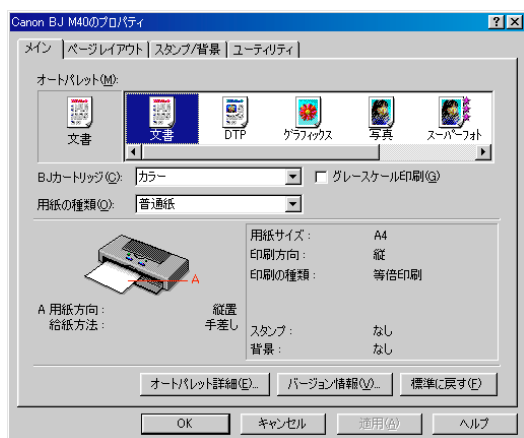 Canon BJ M40のプロパティ
メイン ページレイアウト スタンプ/背景 ユーティリティ
オートパレット(M):
文書 文書 DTP グラフィックス 写真 スーパーフォト
BJカートリッジ(C): カラー グレースケール印刷(G)
用紙の種類(O): 普通紙
用紙サイズ: A4
印刷方向: 縦
印刷の種類: 等倍印刷
A
A 用紙方向: 縦置
給紙方法: 手差し
スタンプ: なし
背景: なし
オートパレット詳細(E)... バージョン情報(V)... 標準に戻す(F)
OK キャンセル 適用(A) ヘルプ